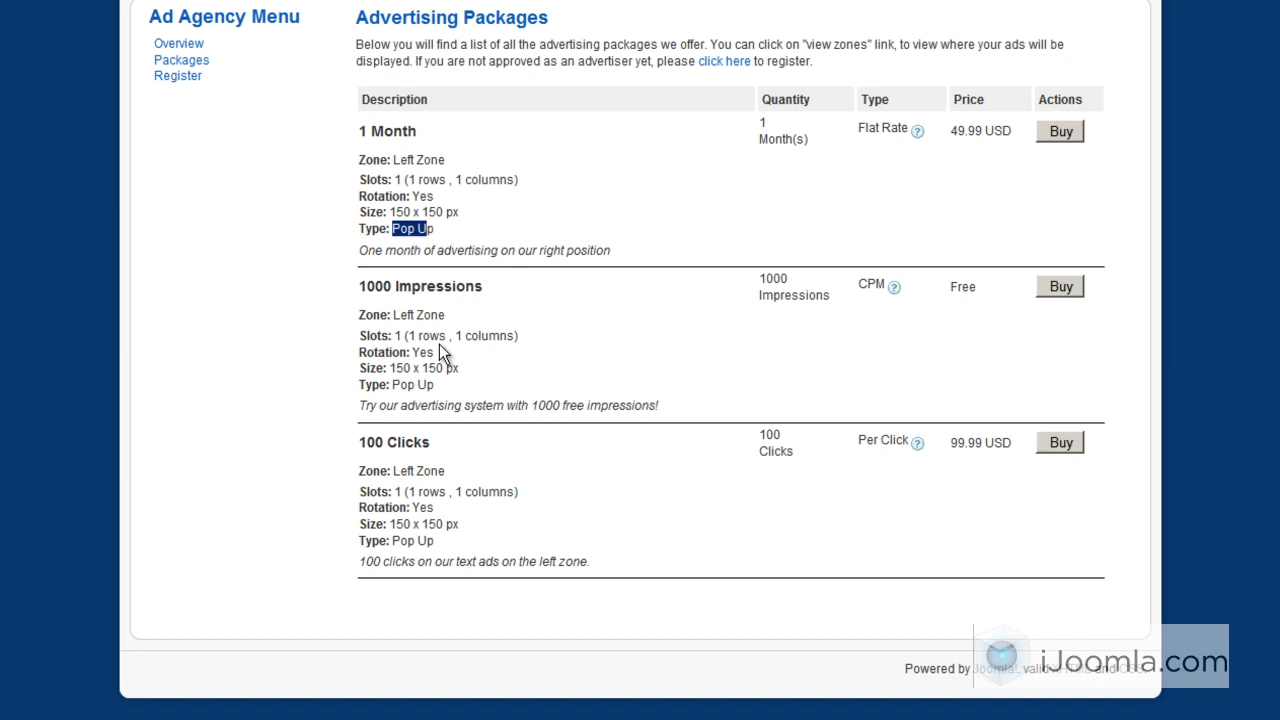 Ad Agency Menu
Overview
Packages
Register
Advertising Packages
Below you will find a list of all the advertising packages we offer. You can click on "view zones" link, to view where your ads will be
displayed. If you are not approved as an advertiser yet, please click here to register.
Description Quantity Type Price Actions
1 Month
1
Month(s)
Flat Rate ?
49.99 USD
Buy
Zone: Left Zone
Slots: 1 (1 rows , 1 columns)
Rotation: Yes
Size: 150 x 150 px
Type: Pop Up
One month of advertising on our right position
1000 Impressions
1000
Impressions
CPM ?
Free
Buy
Zone: Left Zone
Slots: 1 (1 rows , 1 columns)
Rotation: Yes
Size: 150 x 150 px
Type: Pop Up
Try our advertising system with 1000 free impressions!
100 Clicks
100
Clicks
Per Click ?
99.99 USD
Buy
Zone: Left Zone
Slots: 1 (1 rows , 1 columns)
Rotation: Yes
Size: 150 x 150 px
Type: Pop Up
100 clicks on our text ads on the left zone.
Powered by Joomla! valid XHTML and CSS.
iJoomla.com